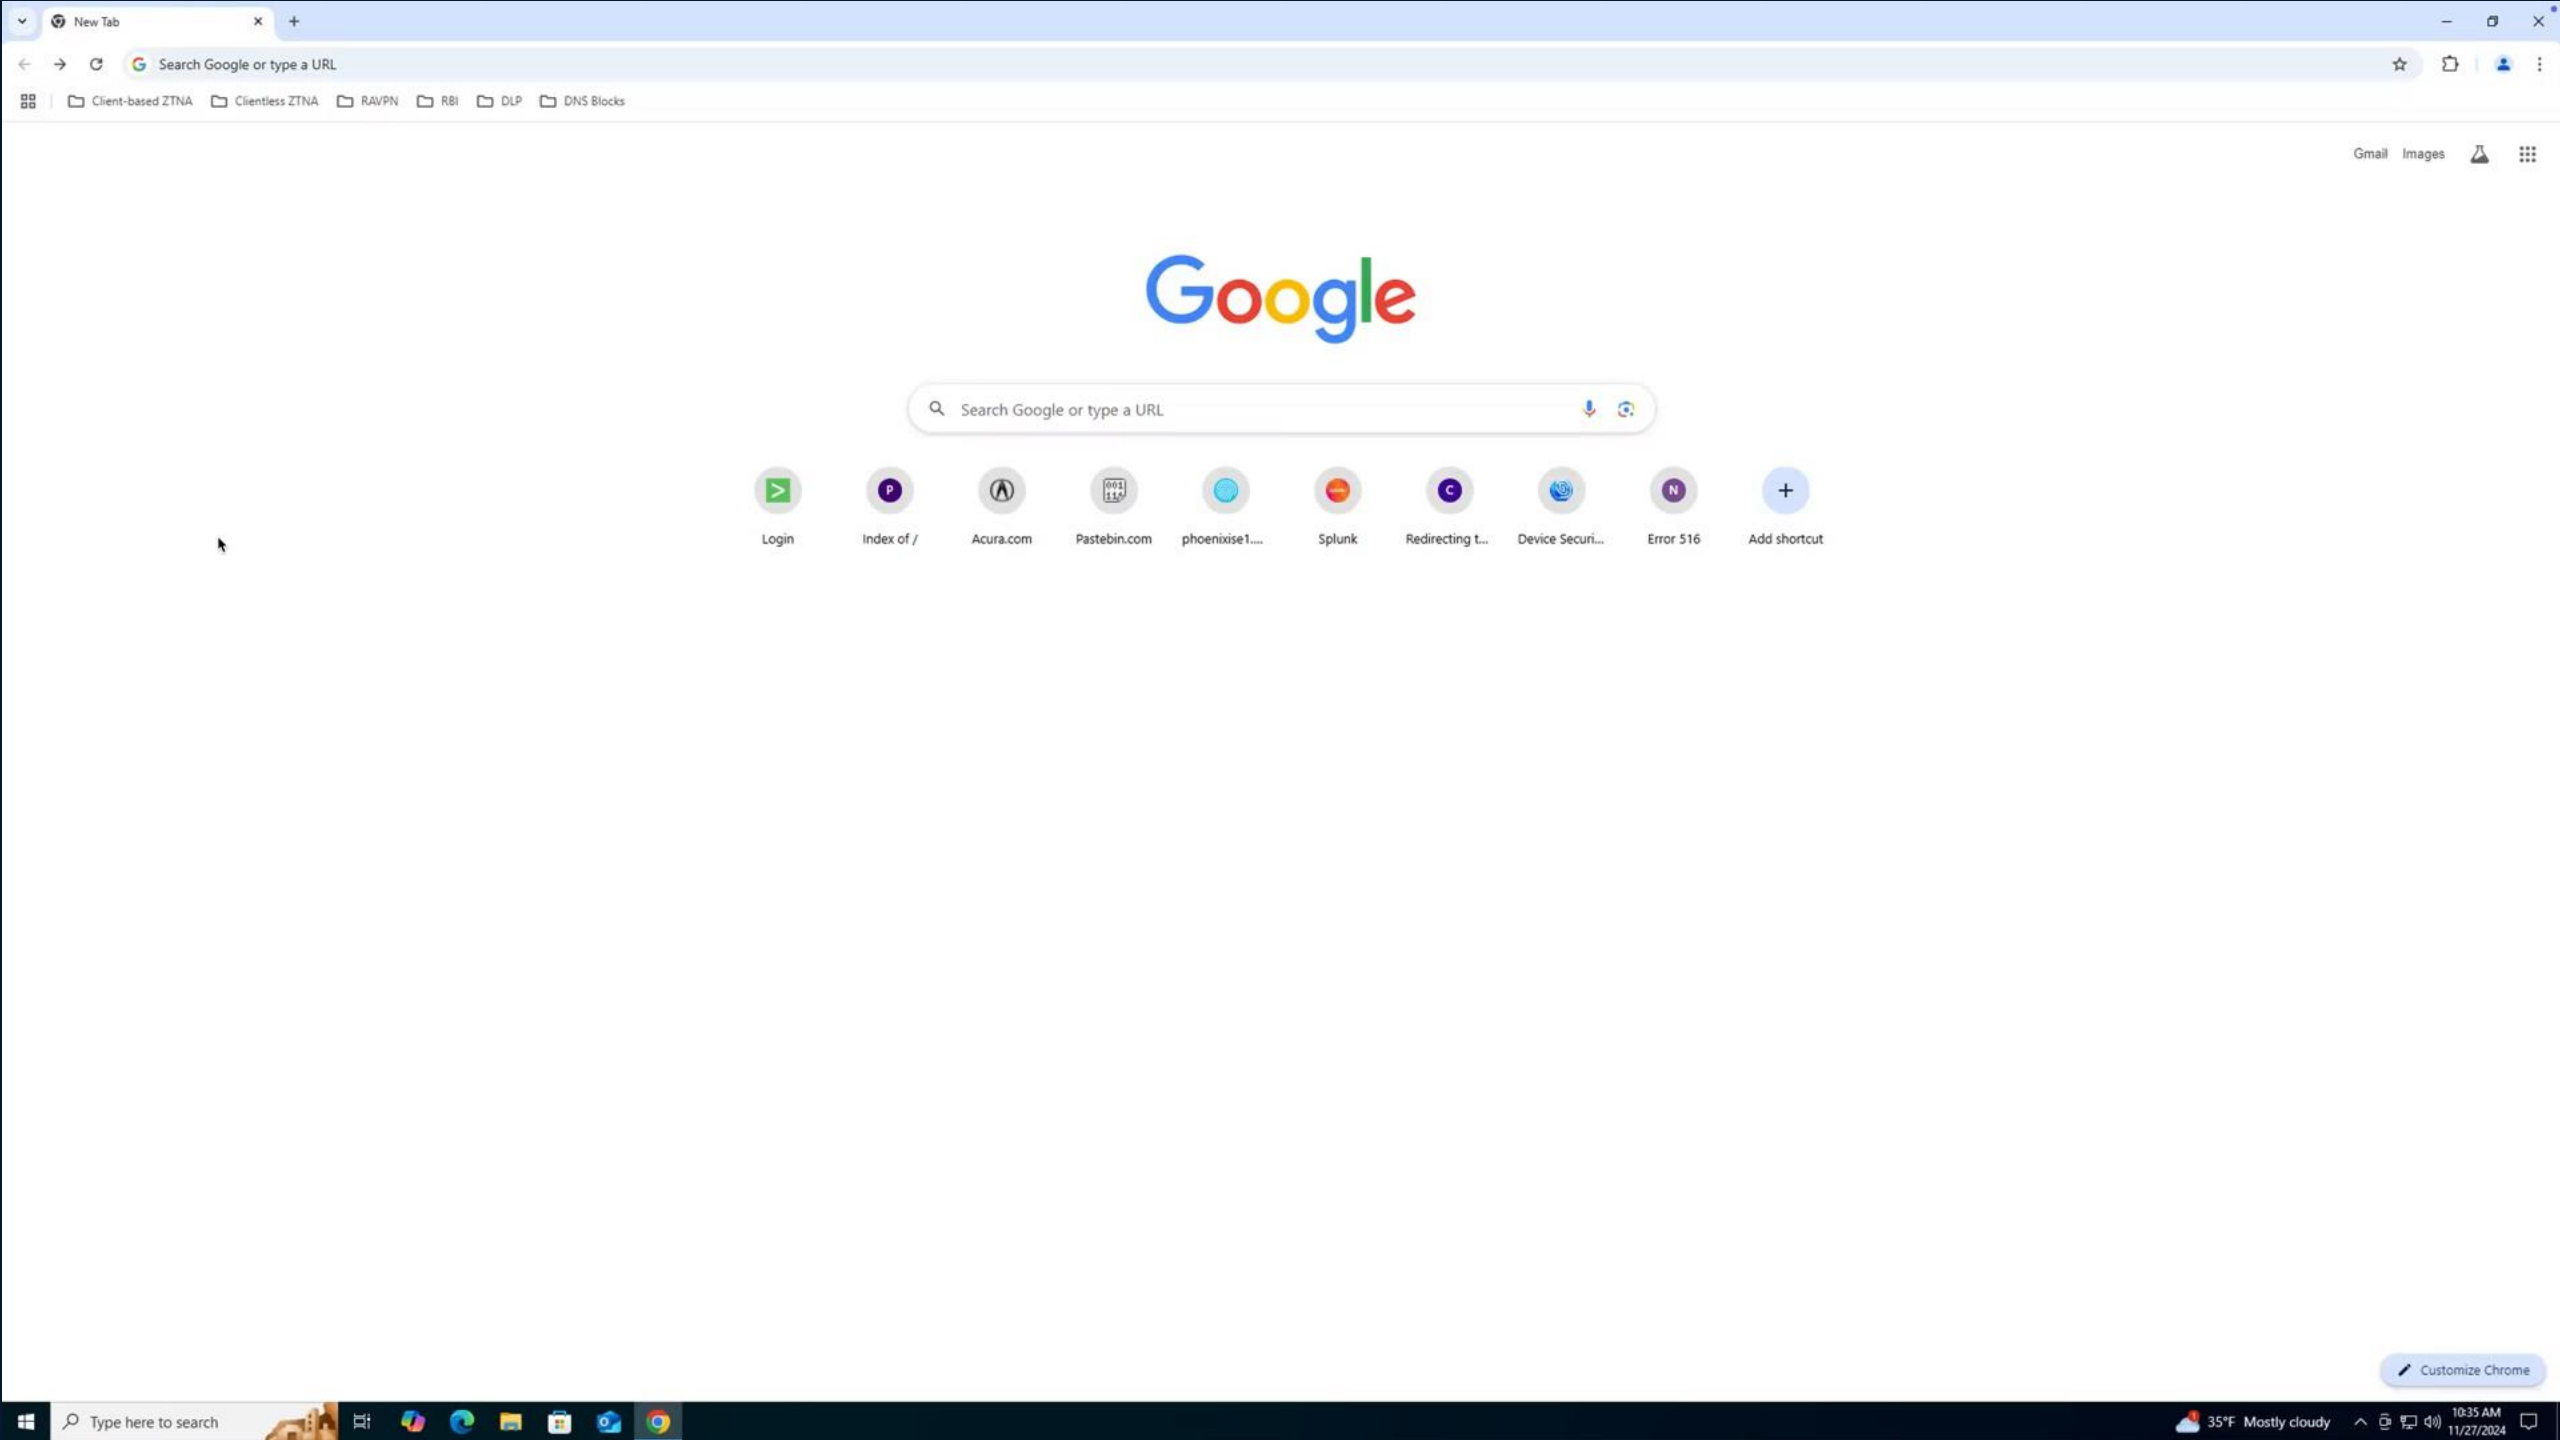 New Tab
Search Google or type a URL
Client-based ZTNA Clientless ZTNA RAVPN RBI DLP DNS Blocks
Gmail Images
Google
Search Google or type a URL
P C N
Login Index of / Acura.com Pastebin.com phoenixise1.... Splunk Redirecting t... Device Securi... Error 516 Add shortcut
Customize Chrome
Type here to search 35°F Mostly cloudy 10:35 AM
11/27/2024